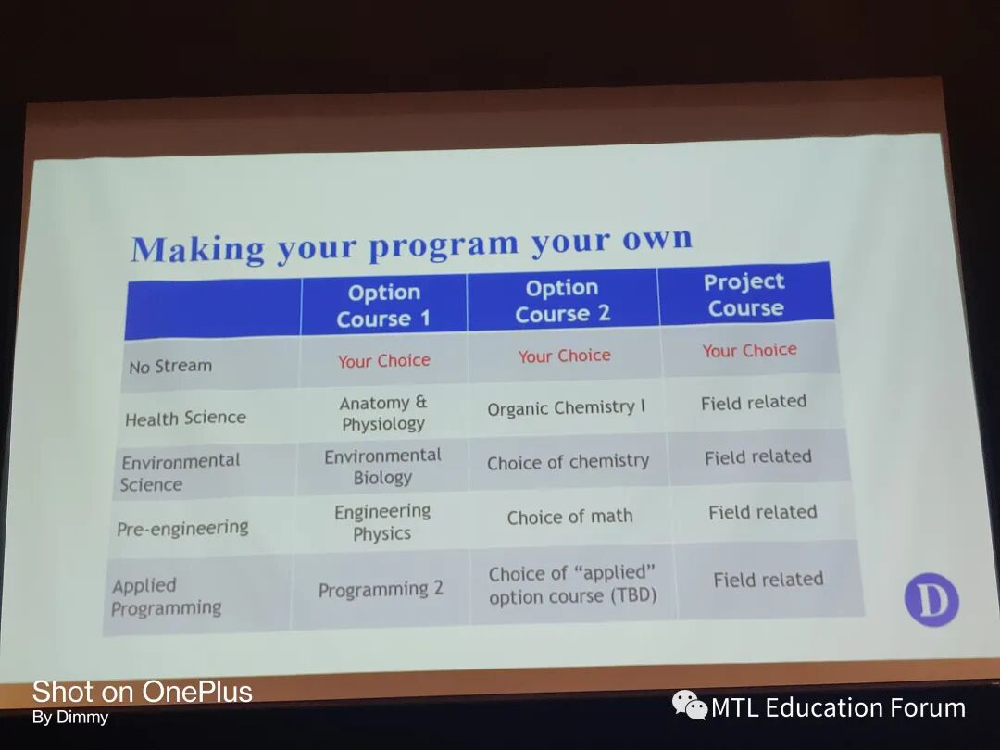 Making your program your own
Option
Course 1
Option
Course 2
Project
Course
No Stream
Your Choice
Your Choice
Your Choice
Health Science
Anatomy &
Physiology
Organic Chemistry I
Field related
Environmental
Science
Environmental
Biology
Choice of chemistry
Field related
Pre-engineering
Engineering
Physics
Choice of math
Field related
Applied
Programming
Programming 2
Choice of “applied”
option course (TBD)
Field related
D
Shot on OnePlus
By Dimmy
MTL Education Forum